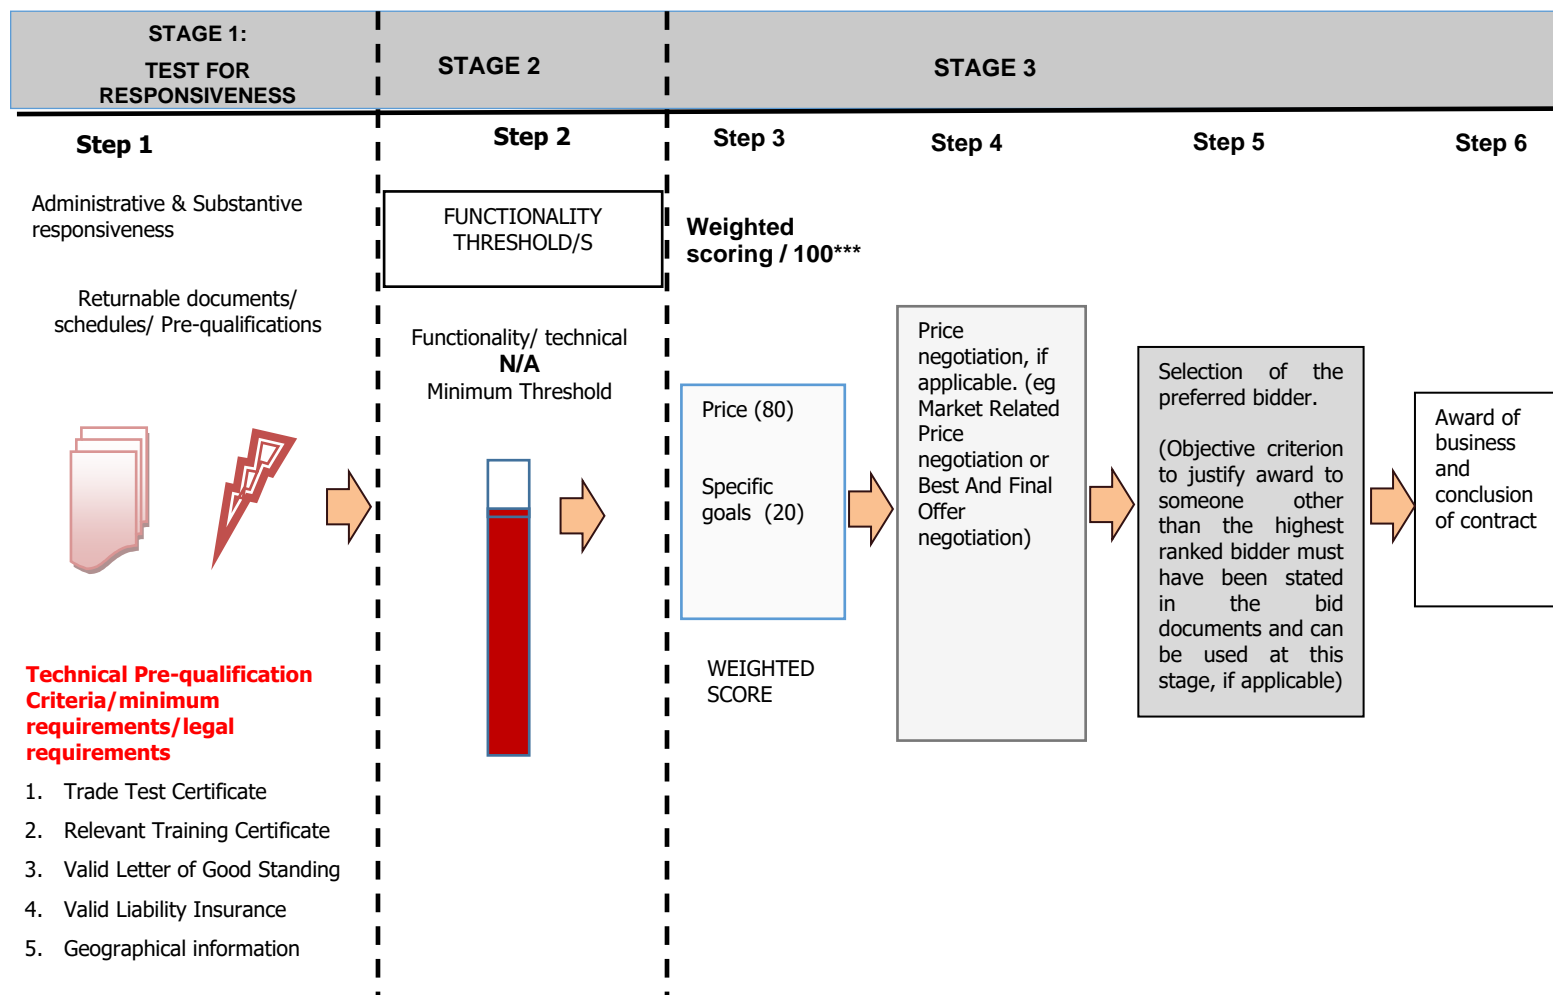 STAGE 1:
TEST FOR
RESPONSIVENESS
STAGE 2
STAGE 3
Step 1
Step 2
Step 3
Step 4
Step 5
Step 6
Administrative & Substantive
responsiveness
Returnable documents/
schedules/ Pre-qualifications
Technical Pre-qualification
Criteria/minimum
requirements/legal
requirements
1. Trade Test Certificate
2. Relevant Training Certificate
3. Valid Letter of Good Standing
4. Valid Liability Insurance
5. Geographical information
FUNCTIONALITY
THRESHOLD/S
Functionality/ technical
N/A
Minimum Threshold
Weighted
scoring / 100***
Price (80)
Specific
goals (20)
WEIGHTED
SCORE
Price
negotiation, if
applicable. (eg
Market Related
Price
negotiation or
Best And Final
Offer
negotiation)
Selection of the
preferred bidder.
(Objective criterion
to justify award to
someone other
than the highest
ranked bidder must
have been stated
in the bid
documents and can
be used at this
stage, if applicable)
Award of
business
and
conclusion
of contract